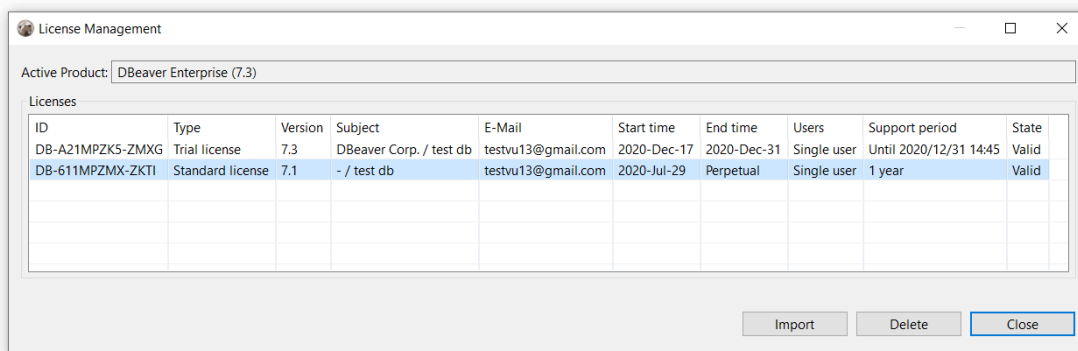 License Management
Active Product: DBeaver Enterprise (7.3)
Licenses
ID Type Version Subject E-Mail Start time End time Users Support period State
DB-A21MPZK5-ZMXG Trial license 7.3 DBeaver Corp. / test db testvu13@gmail.com 2020-Dec-17 2020-Dec-31 Single user Until 2020/12/31 14:45 Valid
DB-611MPZMX-ZKTI Standard license 7.1 - / test db testvu13@gmail.com 2020-Jul-29 Perpetual Single user 1 year Valid
Import Delete Close